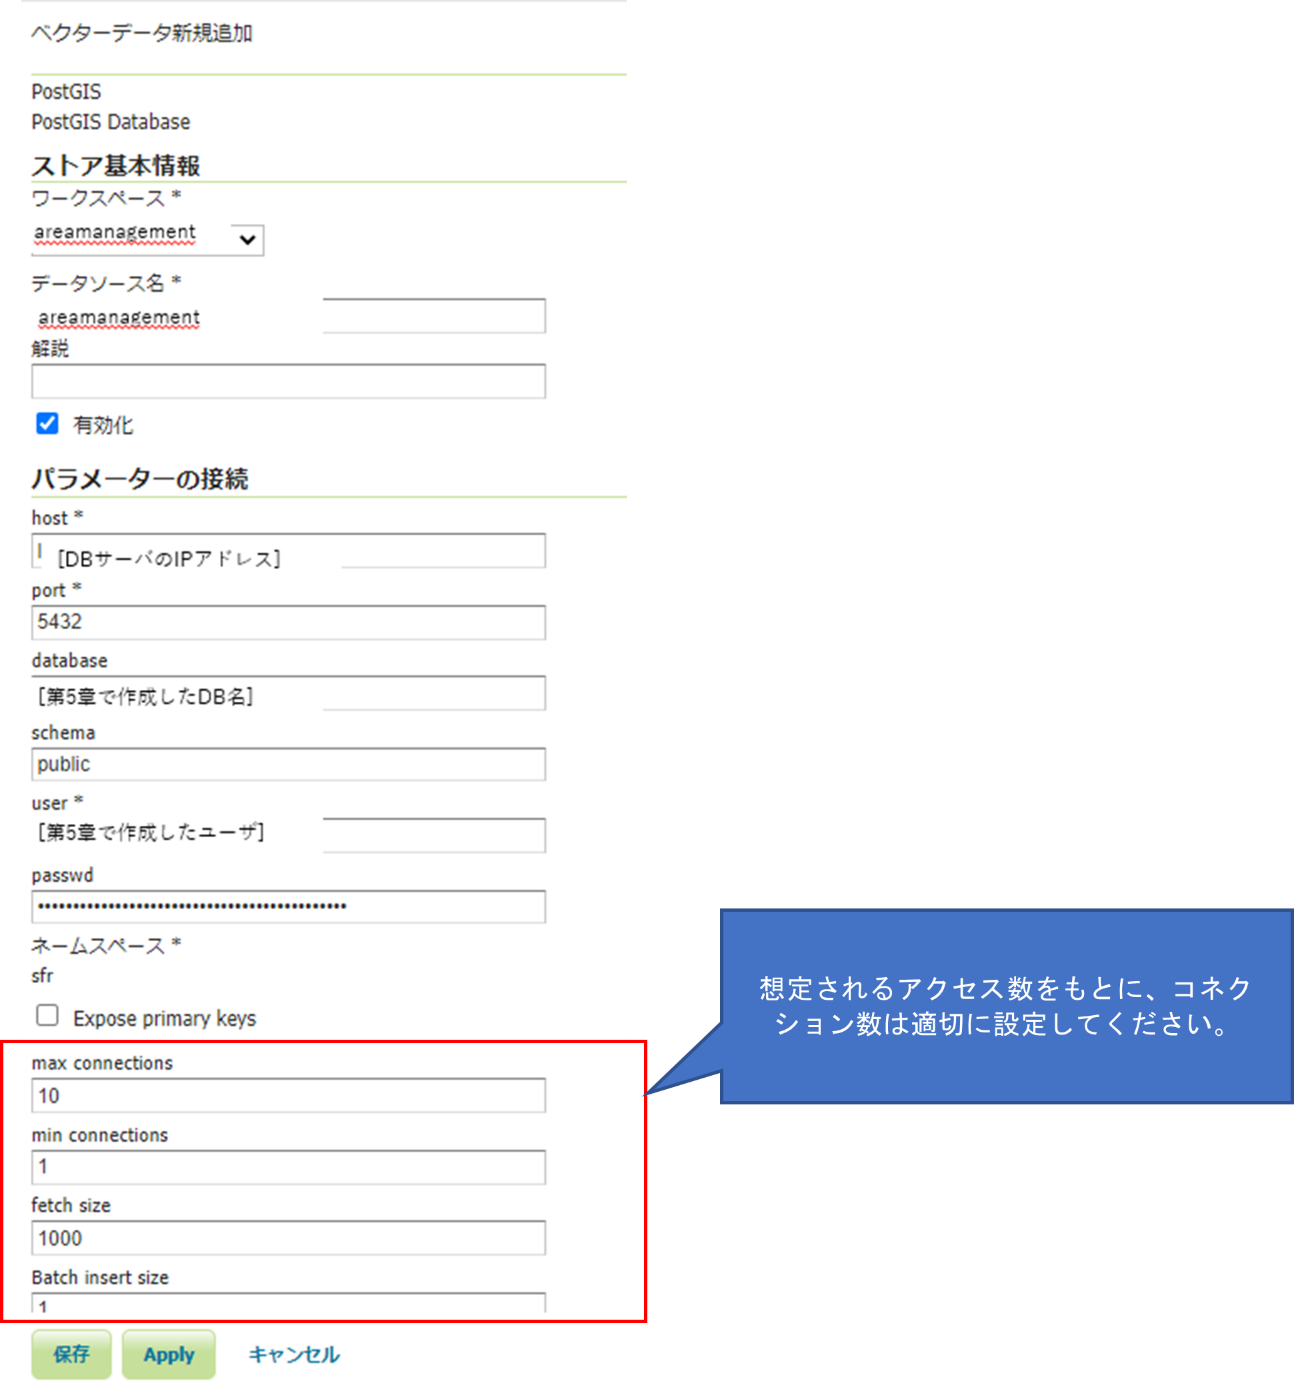 ベクターデータ新規追加
PostGIS
PostGIS Database
ストア基本情報
ワークスペース *
areamanagement
データソース名 *
areamanagement
解説
有効化
パラメーターの接続
host *
[DBサーバのIPアドレス]
port *
5432
database
[第5章で作成したDB名]
schema
public
user *
[第5章で作成したユーザ]
passwd
••••••••••••••••••••••••••••••••••••••••••••
ネームスペース *
sfr
Expose primary keys
max connections
10
min connections
1
fetch size
1000
Batch insert size
1
保存 Apply キャンセル
想定されるアクセス数をもとに、コネク
ション数は適切に設定してください。